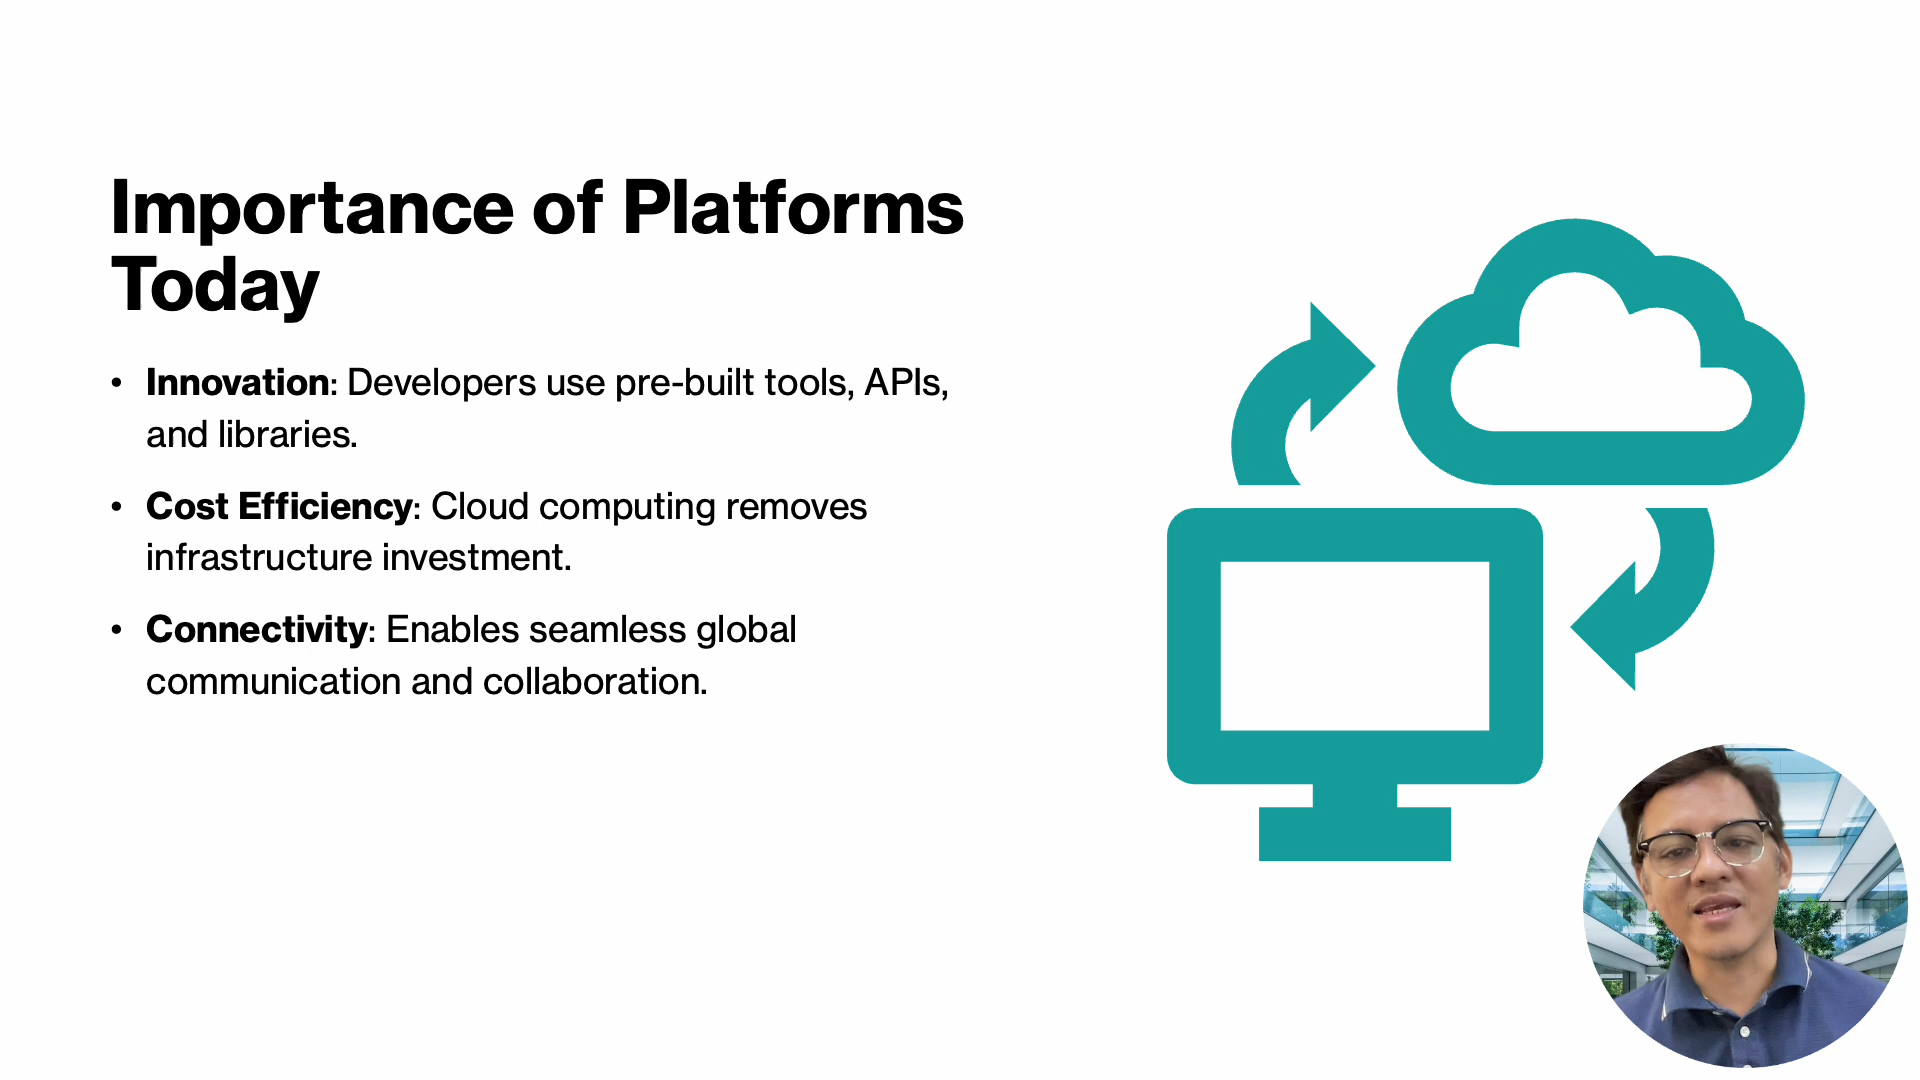 Importance of Platforms
Today
• Innovation: Developers use pre-built tools, APIs,
and libraries.
• Cost Efficiency: Cloud computing removes
infrastructure investment.
• Connectivity: Enables seamless global
communication and collaboration.